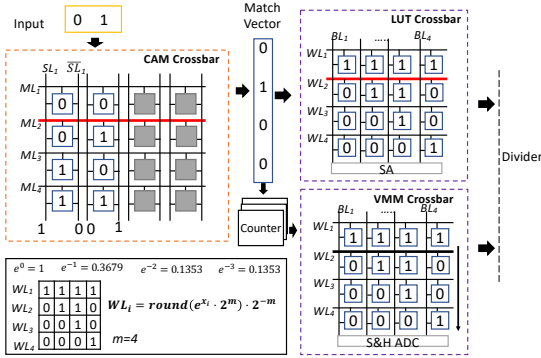 Input 0 1
Match Vector
0
1
0
0
CAM Crossbar
SL₁ S̅L̅₁
ML₁ 0 0
ML₂ 0 1
ML₃ 1 0
ML₄ 1 1
1 0 0 1
Counter
LUT Crossbar
BL₁ ..... BL₄
WL₁ 1 1 1 1
WL₂ 0 1 1 0
WL₃ 0 0 1 0
WL₄ 0 0 0 1
SA
VMM Crossbar
BL₁ ..... BL₄
WL₁ 1 1 1 1
WL₂ 0 1 1 0
WL₃ 0 0 1 0
WL₄ 0 0 0 1
S&H ADC
Divider
e⁰ = 1 e⁻¹ = 0.3679 e⁻² = 0.1353 e⁻³ = 0.1353
WL₁ 1 1 1 1
WL₂ 0 1 1 0
WL₃ 0 0 1 0
WL₄ 0 0 0 1
WLᵢ = round(e^{xᵢ} · 2ᵐ) · 2⁻ᵐ
m=4